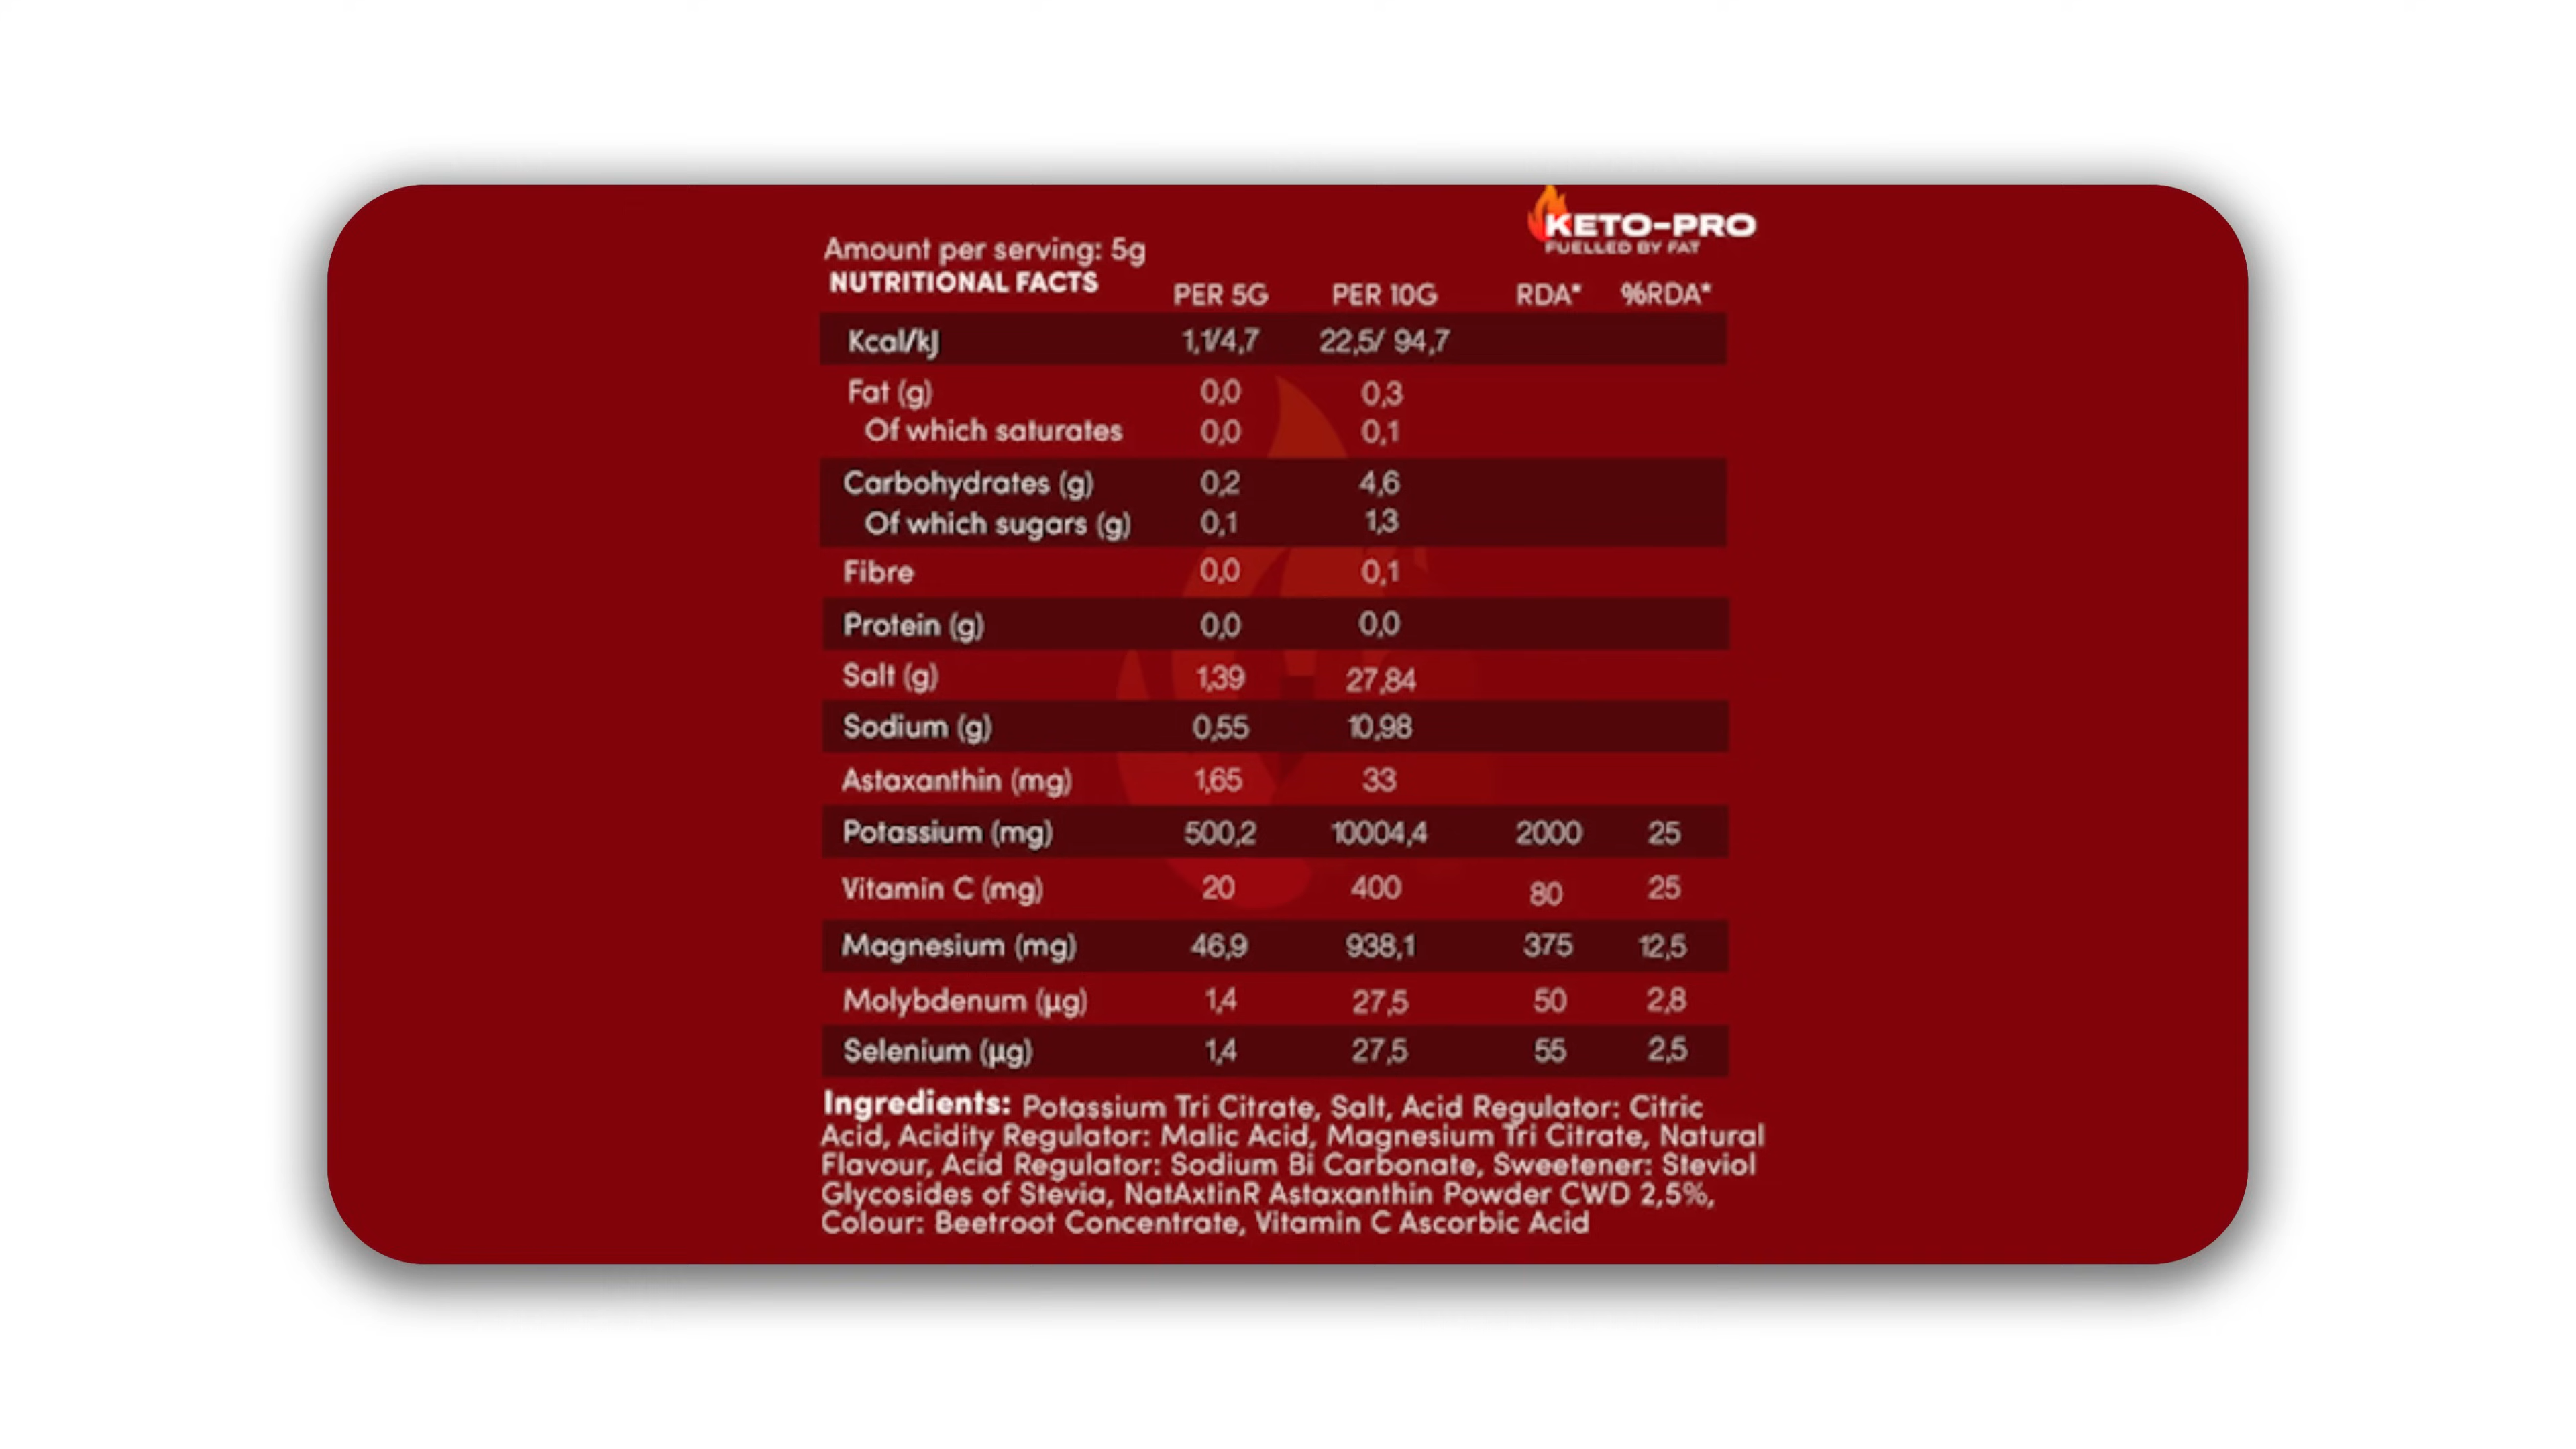 KETO-PRO
FUELLED BY FAT
Amount per serving: 5g
NUTRITIONAL FACTS PER 5G PER 10G RDA* %RDA*
Kcal/kJ 1,1/4,7 22,5/ 94,7
Fat (g) 0,0 0,3
Of which saturates 0,0 0,1
Carbohydrates (g) 0,2 4,6
Of which sugars (g) 0,1 1,3
Fibre 0,0 0,1
Protein (g) 0,0 0,0
Salt (g) 1,39 27,84
Sodium (g) 0,55 10,98
Astaxanthin (mg) 1,65 33
Potassium (mg) 500,2 10004,4 2000 25
Vitamin C (mg) 20 400 80 25
Magnesium (mg) 46,9 938,1 375 12,5
Molybdenum (µg) 1,4 27,5 50 2,8
Selenium (µg) 1,4 27,5 55 2,5
Ingredients: Potassium Tri Citrate, Salt, Acid Regulator: Citric
Acid, Acidity Regulator: Malic Acid, Magnesium Tri Citrate, Natural
Flavour, Acid Regulator: Sodium Bi Carbonate, Sweetener: Steviol
Glycosides of Stevia, NatAxtinR Astaxanthin Powder CWD 2,5%,
Colour: Beetroot Concentrate, Vitamin C Ascorbic Acid